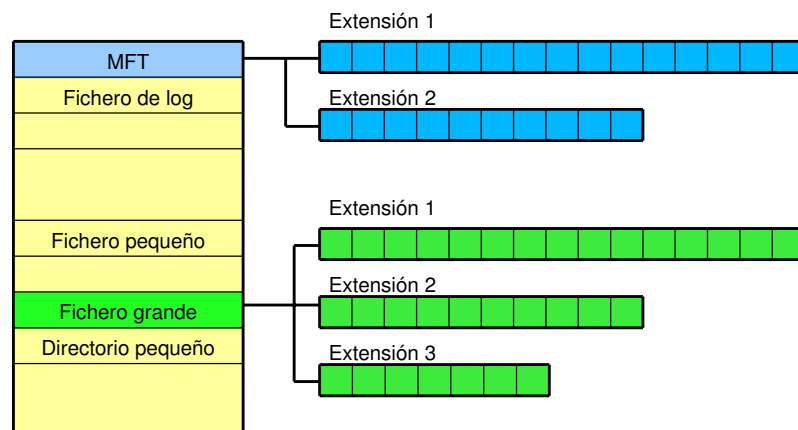 Extensión 1
MFT
Fichero de log
Extensión 2
Extensión 1
Fichero pequeño
Extensión 2
Fichero grande
Directorio pequeño
Extensión 3